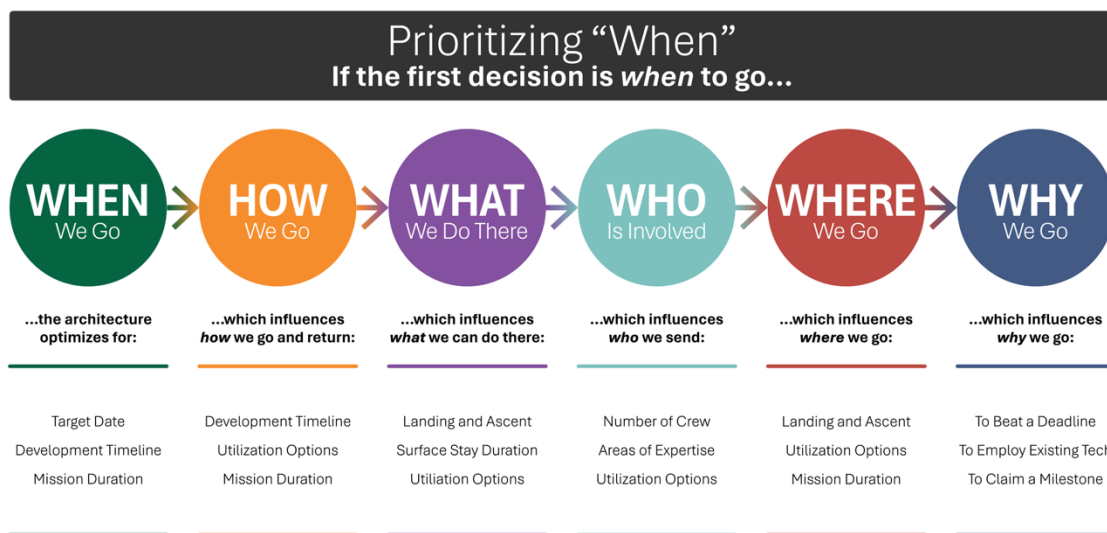 Prioritizing “When”
If the first decision is when to go...
WHEN
We Go
HOW
We Go
WHAT
We Do There
WHO
Is Involved
WHERE
We Go
WHY
We Go
...the architecture
optimizes for:
...which influences
how we go and return:
...which influences
what we can do there:
...which influences
who we send:
...which influences
where we go:
...which influences
why we go:
Target Date
Development Timeline
Mission Duration
Development Timeline
Utilization Options
Mission Duration
Landing and Ascent
Surface Stay Duration
Utiliation Options
Number of Crew
Areas of Expertise
Utilization Options
Landing and Ascent
Utilization Options
Mission Duration
To Beat a Deadline
To Employ Existing Tech
To Claim a Milestone